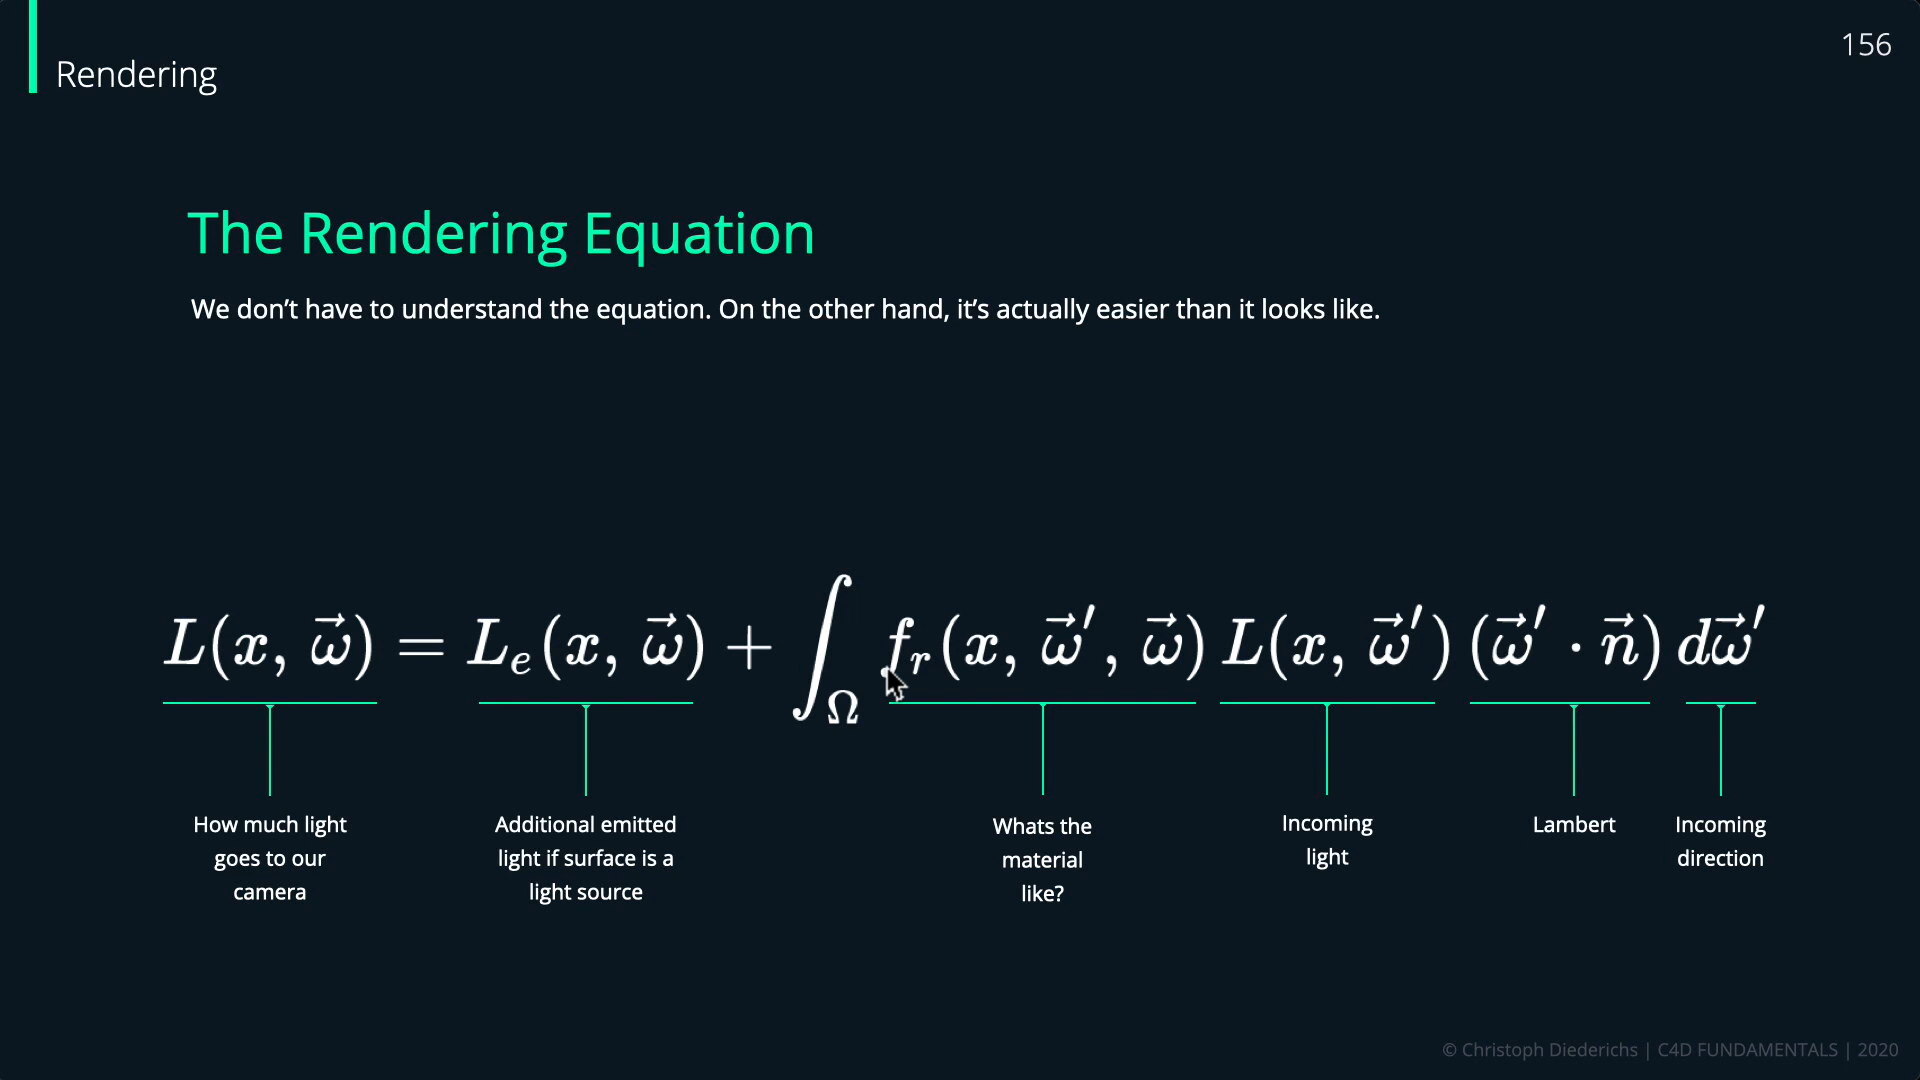 Rendering
156
The Rendering Equation
We don't have to understand the equation. On the other hand, it's actually easier than it looks like.
L(x, ω⃗) = Lₑ(x, ω⃗) + ∫_Ω fᵣ(x, ω⃗′, ω⃗) L(x, ω⃗′) (ω⃗′ · n⃗) dω⃗′
How much light
goes to our
camera
Additional emitted
light if surface is a
light source
Whats the
material
like?
Incoming
light
Lambert
Incoming
direction
© Christoph Diederichs | C4D FUNDAMENTALS | 2020